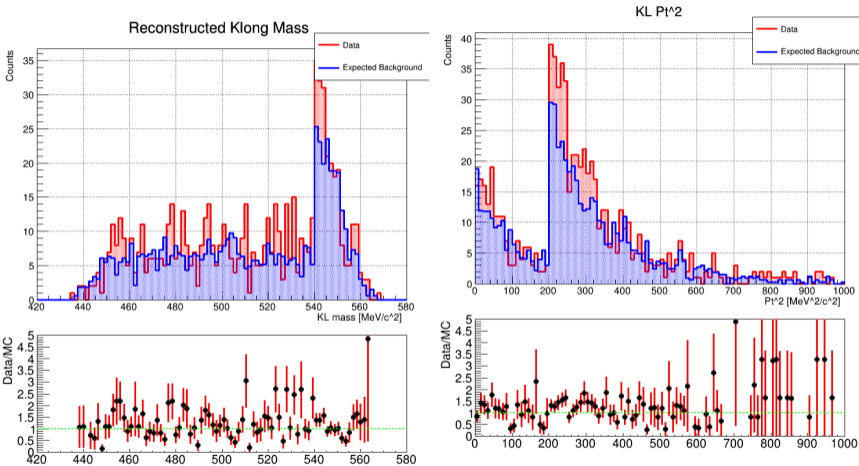 Reconstructed Klong Mass
Data
Expected Background
Counts
35
30
25
20
15
10
5
0
420 440 460 480 500 520 540 560 580
KL mass [MeV/c^2]
Data/MC
5
4.5
4
3.5
3
2.5
2
1.5
1
0.5
0
420 440 460 480 500 520 540 560 580
KL Pt^2
Data
Expected Background
Counts
40
35
30
25
20
15
10
5
0
0 100 200 300 400 500 600 700 800 900 1000
Pt^2 [MeV^2/c^2]
Data/MC
5
4.5
4
3.5
3
2.5
2
1.5
1
0.5
0
0 100 200 300 400 500 600 700 800 900 1000